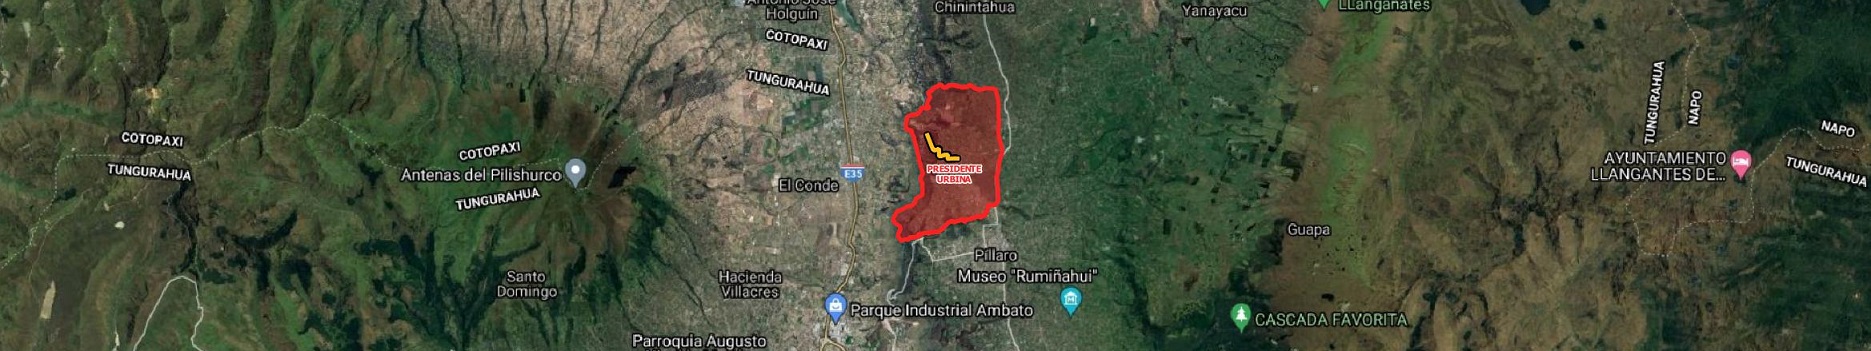 Antonio José
Holguin
Chinintahua
Yanayacu
LLanganates
COTOPAXI
TUNGURAHUA
TUNGURAHUA
NAPO
COTOPAXI
TUNGURAHUA
COTOPAXI
Antenas del Pilishurco
TUNGURAHUA
El Conde
E35
PRESIDENTE
URBINA
AYUNTAMIENTO
LLANGANTES DE...
NAPO
TUNGURAHUA
Guapa
Santo
Domingo
Hacienda
Villacres
Pillaro
Museo "Rumiñahui"
Parque Industrial Ambato
CASCADA FAVORITA
Parroquia Augusto